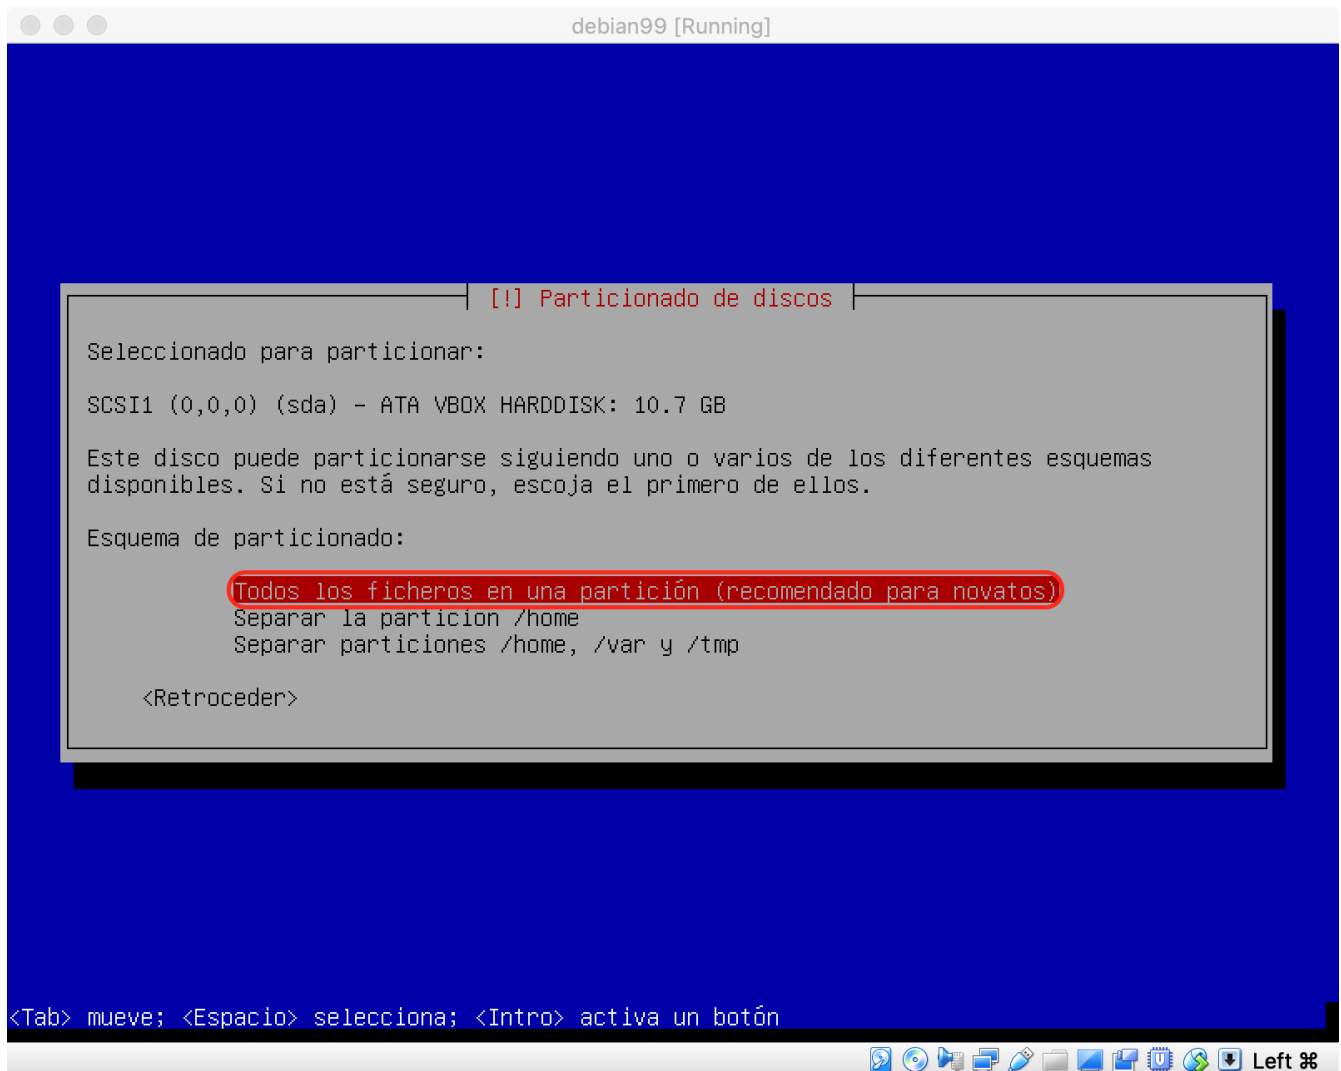 debian99 [Running]
[!] Particionado de discos
Seleccionado para particionar:
SCSI1 (0,0,0) (sda) – ATA VBOX HARDDISK: 10.7 GB
Este disco puede particionarse siguiendo uno o varios de los diferentes esquemas
disponibles. Si no está seguro, escoja el primero de ellos.
Esquema de particionado:
Todos los ficheros en una partición (recomendado para novatos)
Separar la particion /home
Separar particiones /home, /var y /tmp
<Retroceder>
<Tab> mueve; <Espacio> selecciona; <Intro> activa un botón
Left ⌘